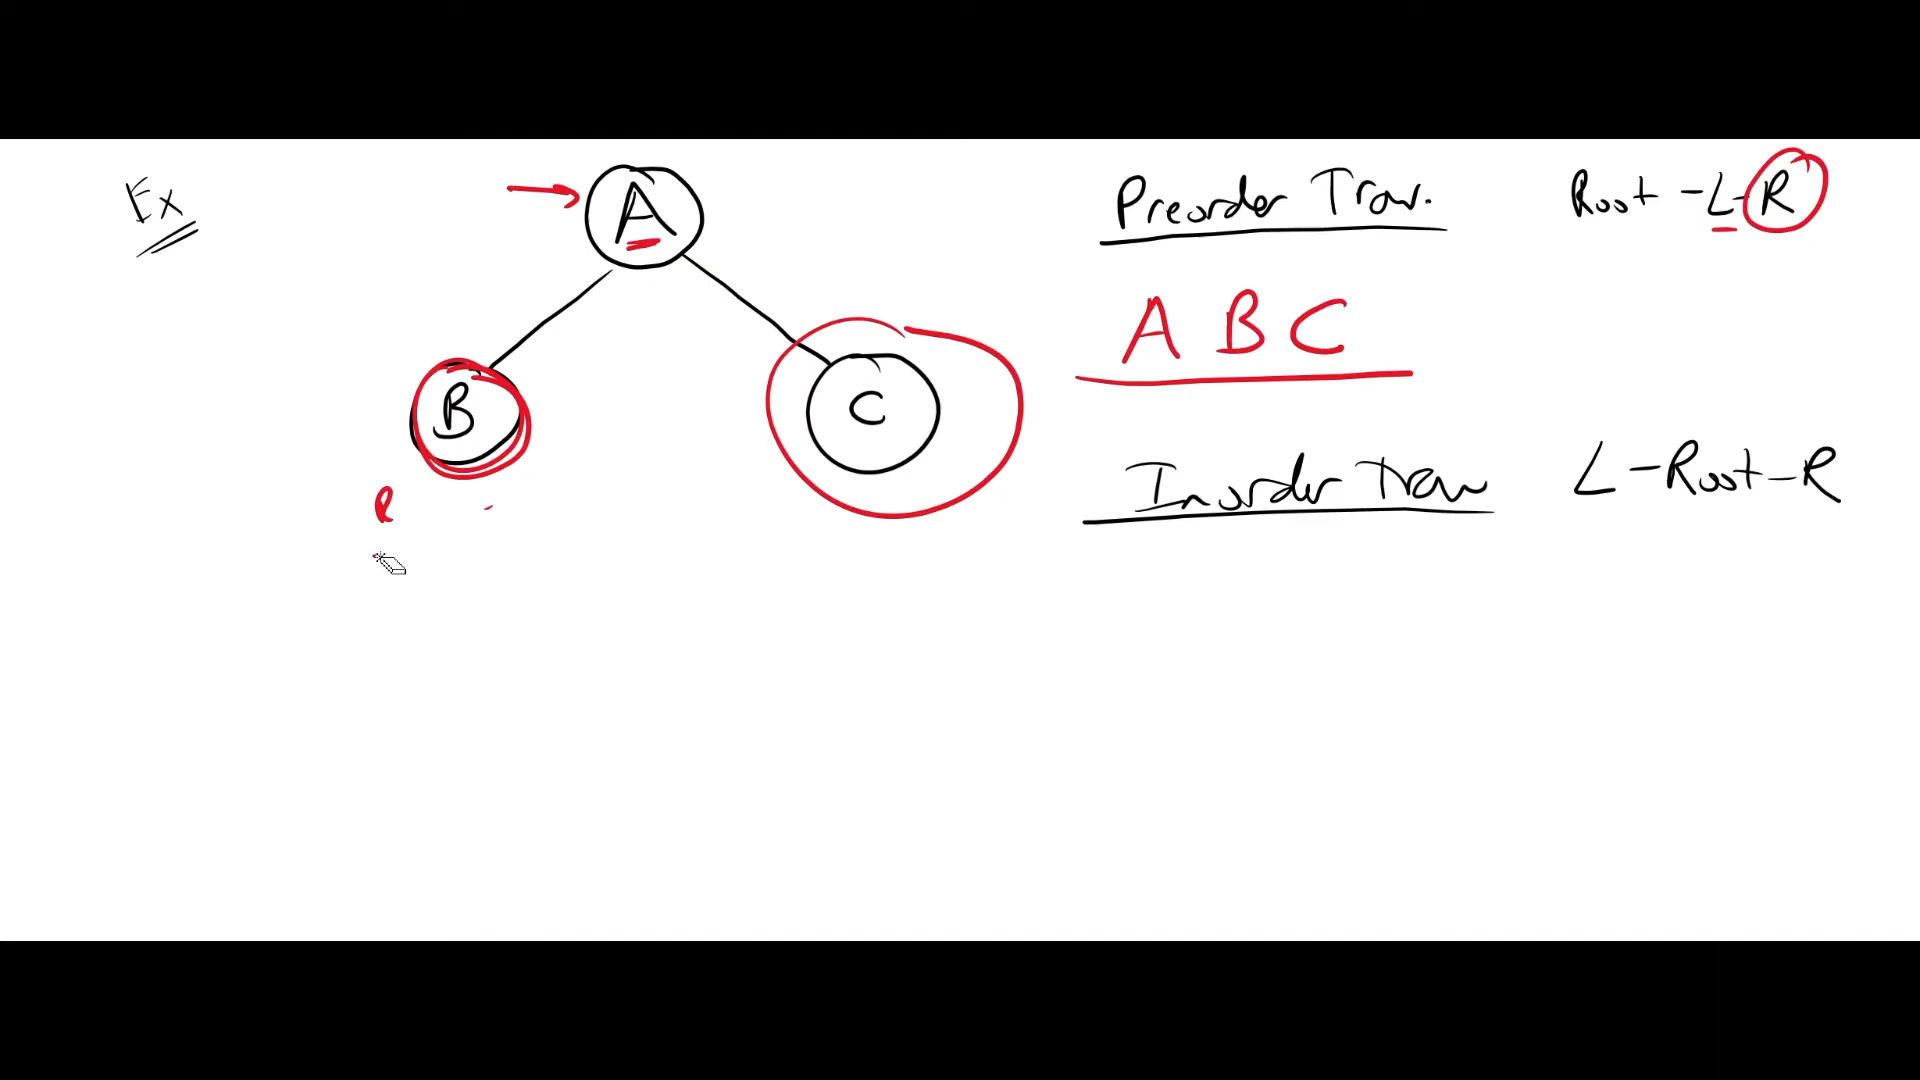 Ex
A
Preorder Trav. Root - L - R
A B C
B
C
Inorder Trav L - Root - R
R